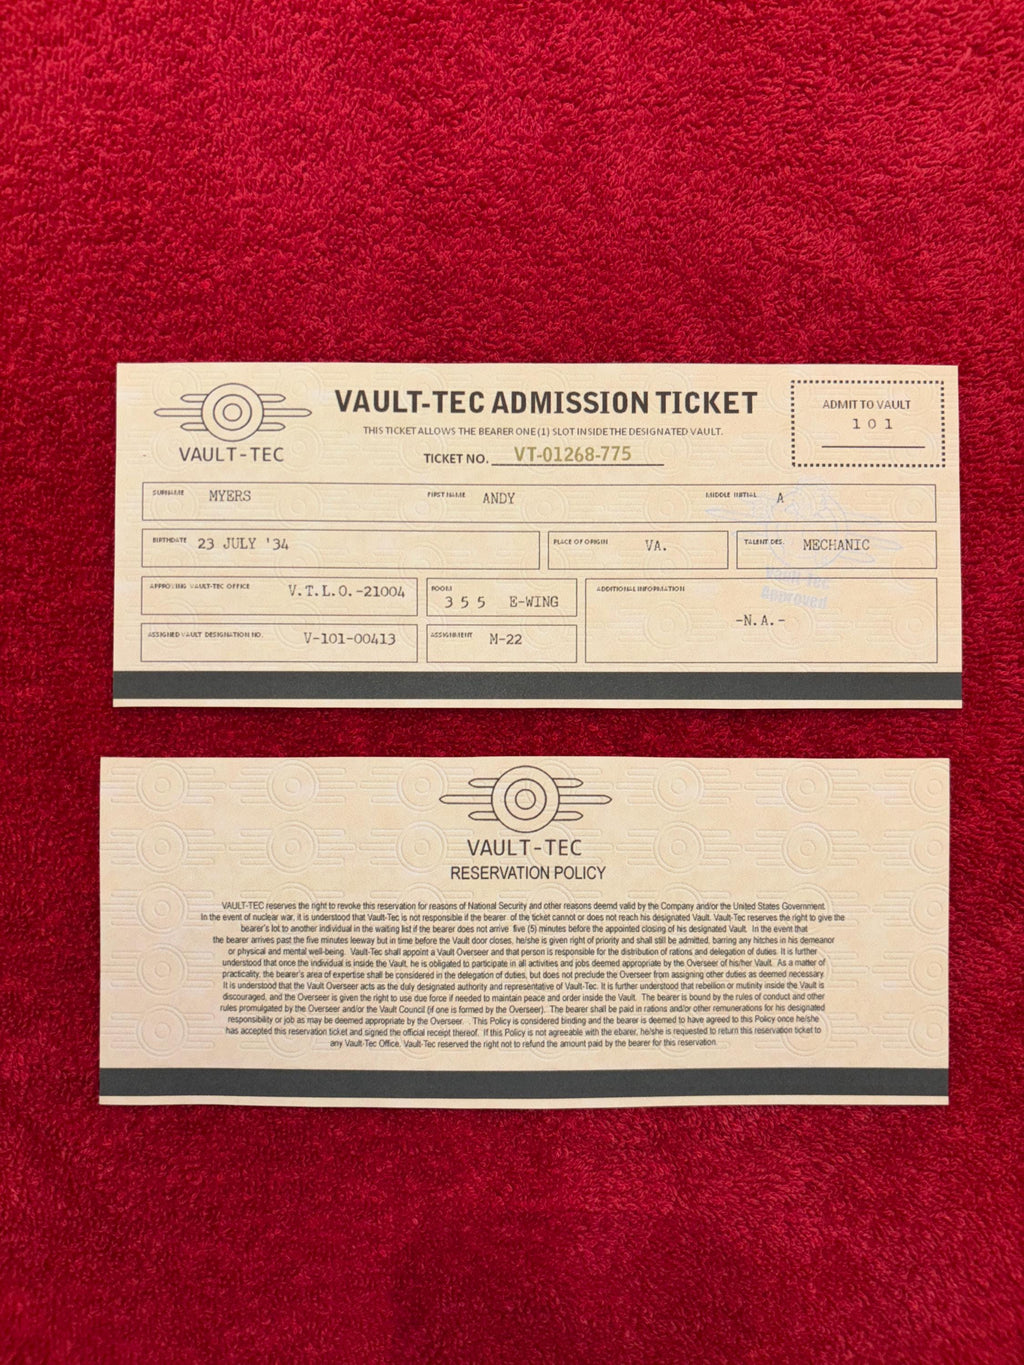 VAULT-TEC ADMISSION TICKET
THIS TICKET ALLOWS THE BEARER ONE (1) SLOT INSIDE THE DESIGNATED VAULT.
TICKET NO. VT-01268-775
VAULT-TEC
ADMIT TO VAULT
1 0 1
SURNAME MYERS FIRST NAME ANDY MIDDLE INITIAL A
BIRTHDATE 23 JULY '34 PLACE OF ORIGIN VA. TALENT DES. MECHANIC
Vault-Tec
Approved
APPROVING VAULT-TEC OFFICE V.T.L.O.-21004 ROOM 3 5 5 E-WING ADDITIONAL INFORMATION
-N.A.-
ASSIGNED VAULT DESIGNATION NO. V-101-00413 ASSIGNMENT M-22
VAULT-TEC
RESERVATION POLICY
VAULT-TEC reserves the right to revoke this reservation for reasons of National Security and other reasons deemd valid by the Company and/or the United States Government.
In the event of nuclear war, it is understood that Vault-Tec is not responsible if the bearer of the ticket cannot or does not reach his designated Vault. Vault-Tec reserves the right to give the
bearer's lot to another individual in the waiting list if the bearer does not arrive five (5) minutes before the appointed closing of his designated Vault. In the event that
the bearer arrives past the five minutes leeway but in time before the Vault door closes, he/she is given right of priority and shall still be admitted, barring any hitches in his demeanor
or physical and mental well-being. Vault-Tec shall appoint a Vault Overseer and that person is responsible for the distribution of rations and delegation of duties. It is further
understood that once the individual is inside the Vault, he is obligated to participate in all activities and jobs deemed appropriate by the Overseer of his/her Vault. As a matter of
practicality, the bearer's area of expertise shall be considered in the delegation of duties, but does not preclude the Overseer from assigning other duties as deemed necessary.
It is understood that the Vault Overseer acts as the duly designated authority and representative of Vault-Tec. It is further understood that rebellion or mutiny inside the Vault is
discouraged, and the Overseer is given the right to use due force if needed to maintain peace and order inside the Vault. The bearer is bound by the rules of conduct and other
rules promulgated by the Overseer and/or the Vault Council (if one is formed by the Overseer). The bearer shall be paid in rations and/or other remunerations for his designated
responsiblity or job as may be deemed appropriate by the Overseer. . This Policy is considered binding and the bearer is deemed to have agreed to this Policy once he/she
has accepted this reservation ticket and signed the official receipt thereof. If this Policy is not agreeable with the ebarer, he/she is requested to return this reservation ticket to
any Vault-Tec Office. Vault-Tec reserved the right not to refund the amount paid by the bearer for this reservation.